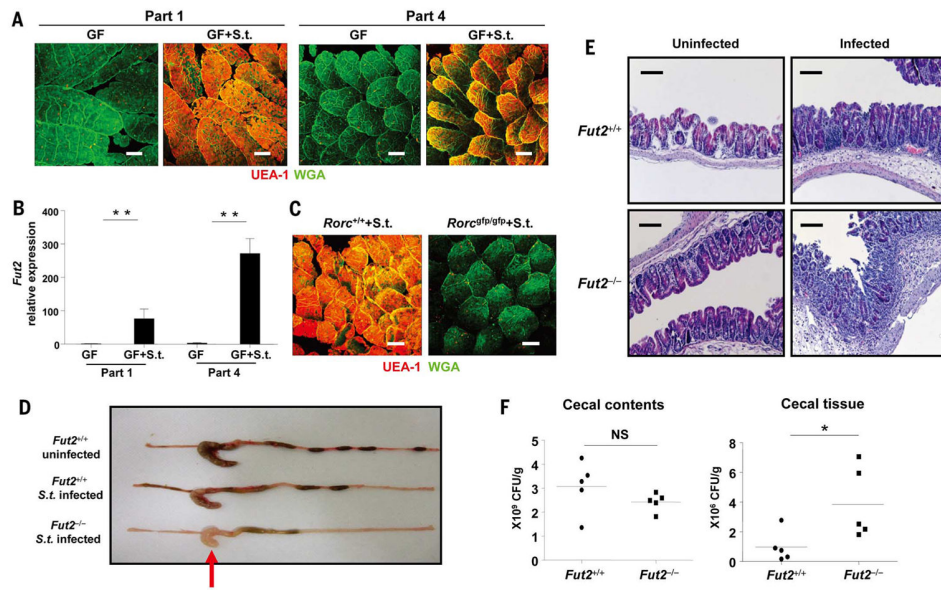 A
Part 1
Part 4
GF
GF+S.t.
GF
GF+S.t.
UEA-1 WGA
B
Fut2
relative expression
400
300
200
100
0
**
**
GF
GF+S.t.
GF
GF+S.t.
Part 1
Part 4
C
Rorc+/++S.t.
Rorcgfp/gfp+S.t.
UEA-1 WGA
D
Fut2+/+
uninfected
Fut2+/+
S.t. infected
Fut2–/–
S.t. infected
E
Uninfected
Infected
Fut2+/+
Fut2–/–
F
Cecal contents
NS
X10⁹ CFU/g
5
4
3
2
1
0
Fut2+/+
Fut2–/–
Cecal tissue
*
X10⁶ CFU/g
8
6
4
2
0
Fut2+/+
Fut2–/–